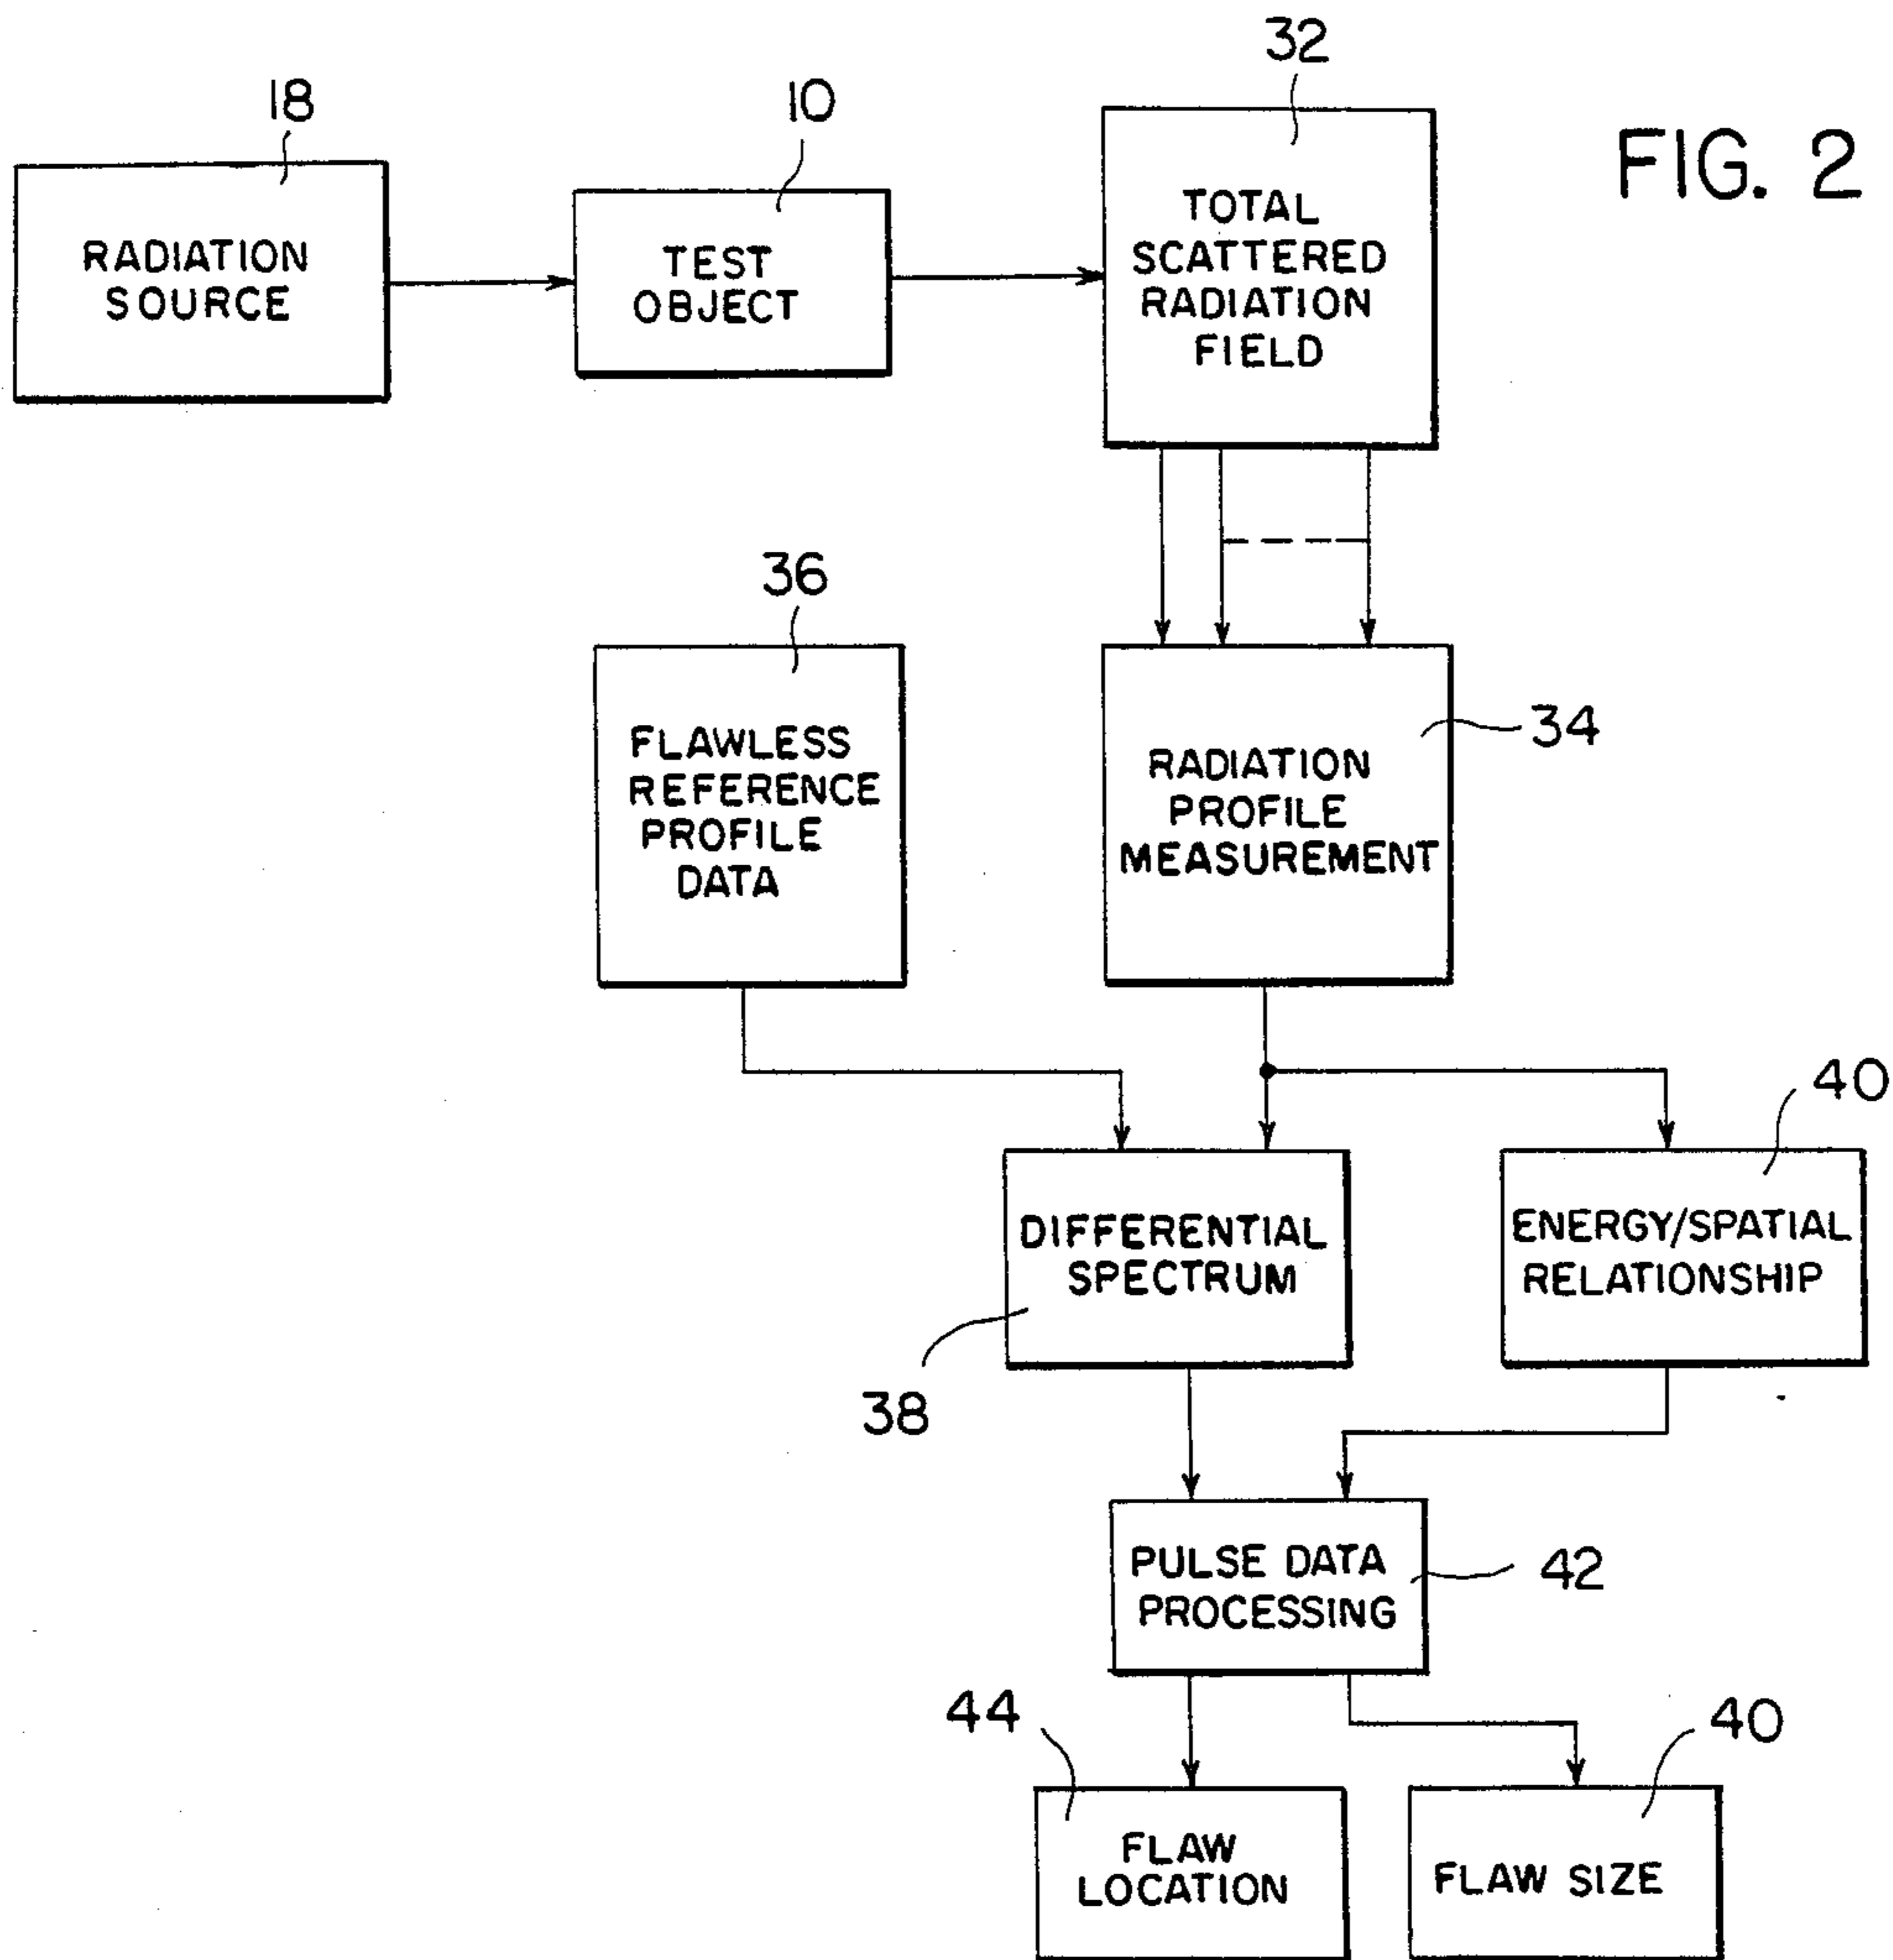 FIG. 2
18
RADIATION
SOURCE
10
TEST
OBJECT
32
TOTAL
SCATTERED
RADIATION
FIELD
36
FLAWLESS
REFERENCE
PROFILE
DATA
34
RADIATION
PROFILE
MEASUREMENT
38
DIFFERENTIAL
SPECTRUM
40
ENERGY/SPATIAL
RELATIONSHIP
42
PULSE DATA
PROCESSING
44
FLAW
LOCATION
40
FLAW SIZE